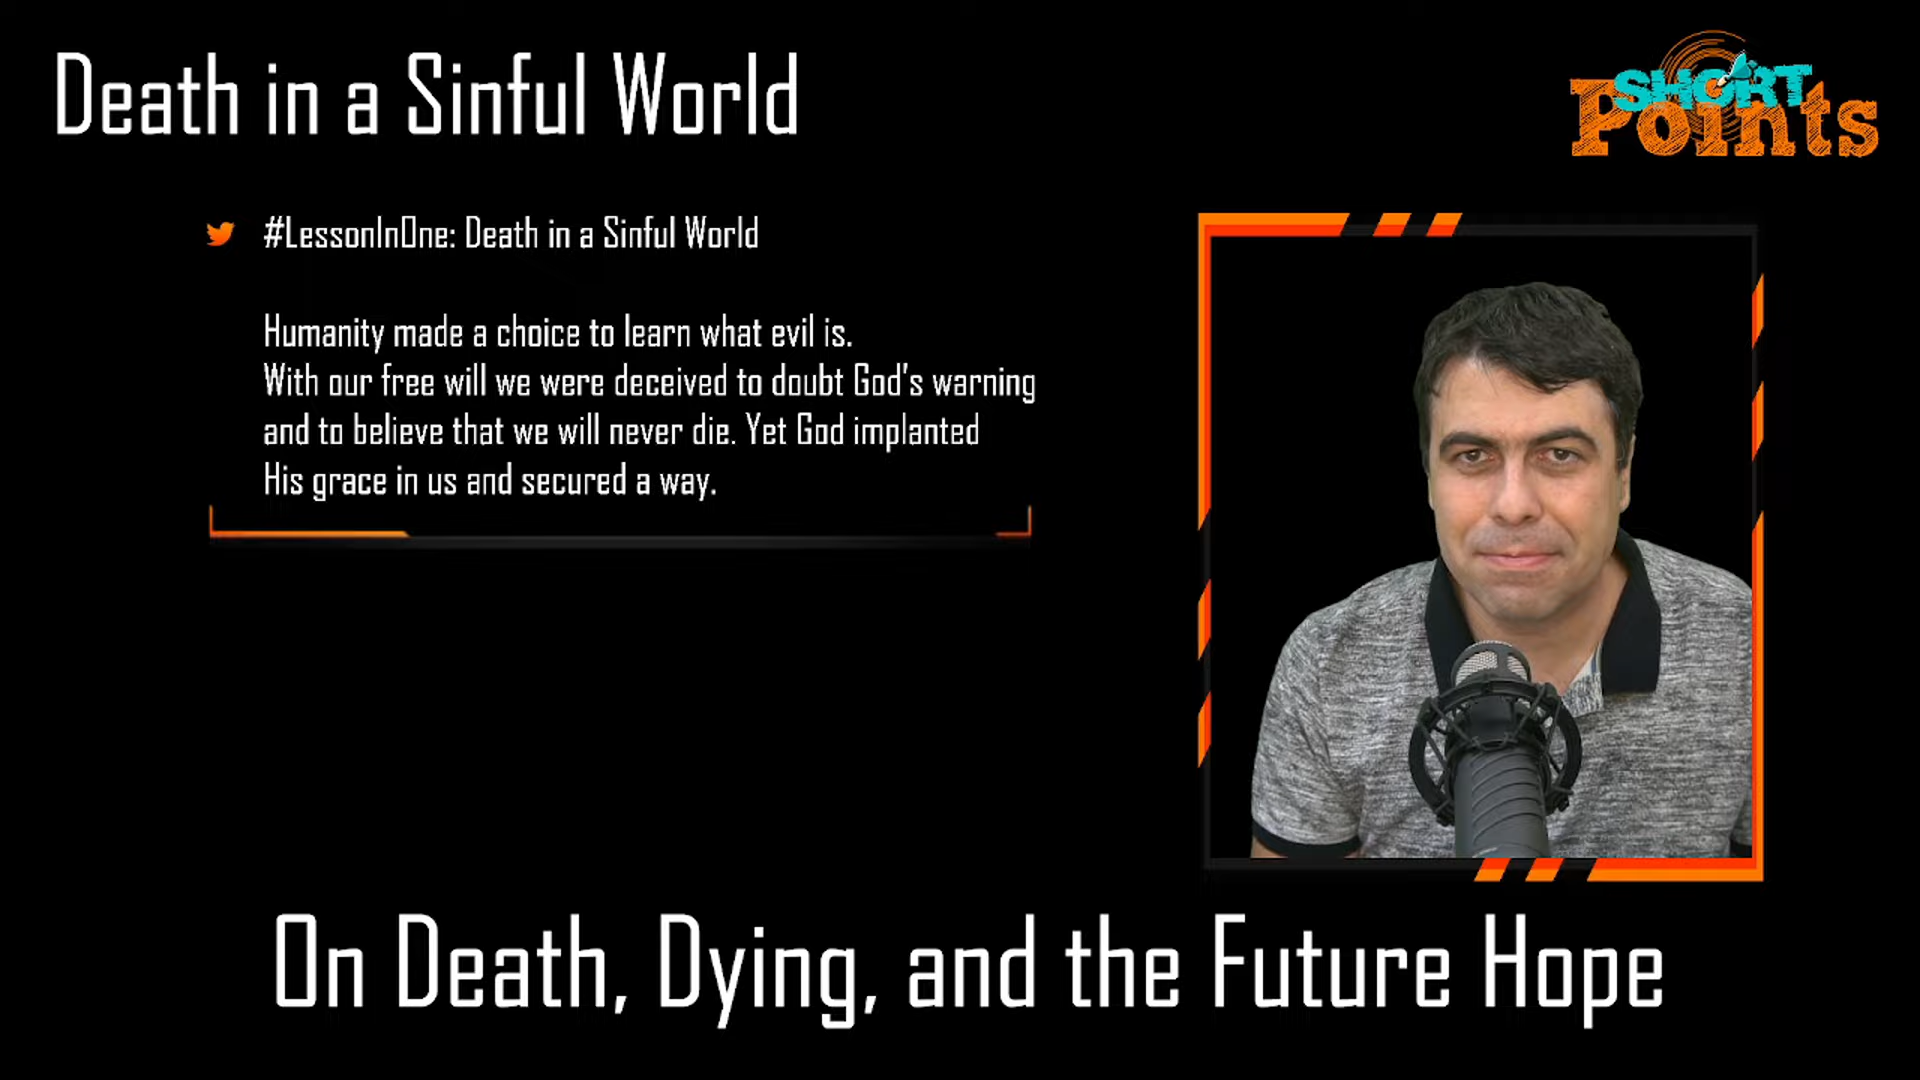 Death in a Sinful World
SHORT
Points
#LessonInOne: Death in a Sinful World
Humanity made a choice to learn what evil is.
With our free will we were deceived to doubt God's warning
and to believe that we will never die. Yet God implanted
His grace in us and secured a way.
On Death, Dying, and the Future Hope